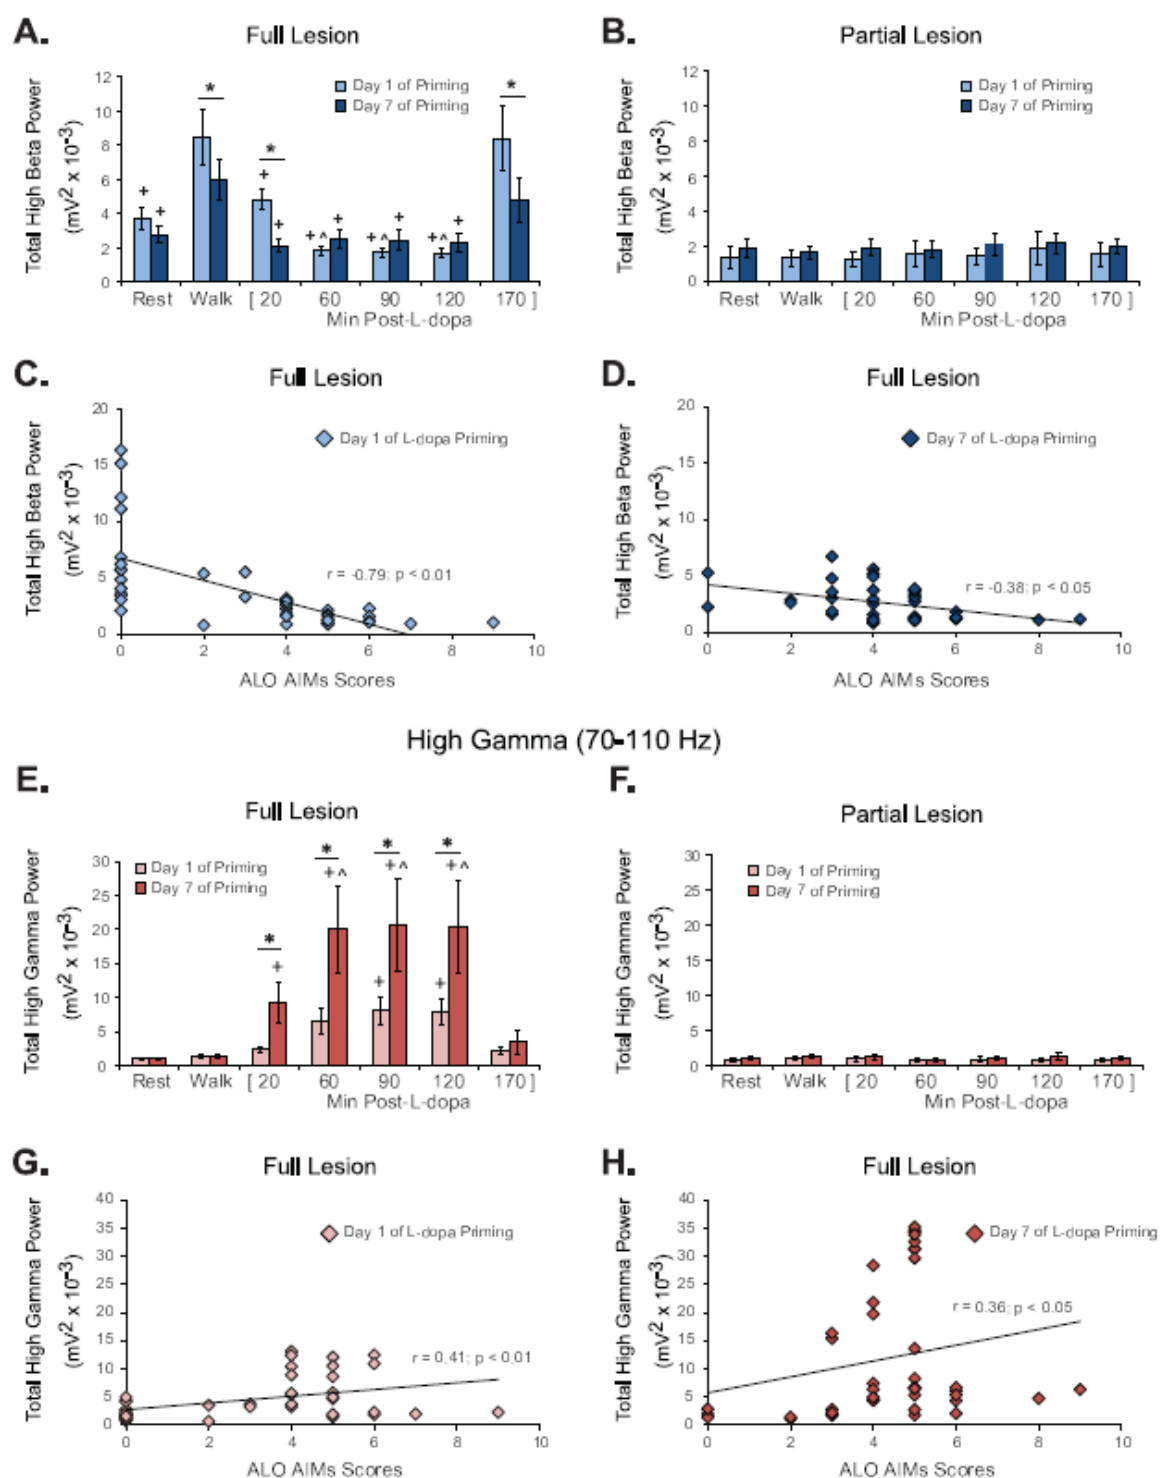 A. Full Lesion
Total High Beta Power
(mV² x 10⁻³)
12
10
8
6
4
2
0
Day 1 of Priming
Day 7 of Priming
+ + * * + + + ^ + + ^ + + ^ + *
Rest Walk [ 20 60 90 120 170 ]
Min Post-L-dopa
B. Partial Lesion
Total High Beta Power
(mV² x 10⁻³)
12
10
8
6
4
2
0
Day 1 of Priming
Day 7 of Priming
Rest Walk [ 20 60 90 120 170 ]
Min Post-L-dopa
C. Full Lesion
Total High Beta Power
(mV² x 10⁻³)
20
15
10
5
0
Day 1 of L-dopa Priming
r = -0.79; p < 0.01
0 2 4 6 8 10
ALO AIMs Scores
D. Full Lesion
Total High Beta Power
(mV² x 10⁻³)
20
15
10
5
0
Day 7 of L-dopa Priming
r = -0.38; p < 0.05
0 2 4 6 8 10
ALO AIMs Scores
High Gamma (70-110 Hz)
E. Full Lesion
Total High Gamma Power
(mV² x 10⁻³)
30
25
20
15
10
5
0
Day 1 of Priming
Day 7 of Priming
* + * + ^ * + ^ + * + ^ +
Rest Walk [ 20 60 90 120 170 ]
Min Post-L-dopa
F. Partial Lesion
Total High Gamma Power
(mV² x 10⁻³)
30
25
20
15
10
5
0
Day 1 of Priming
Day 7 of Priming
Rest Walk [ 20 60 90 120 170 ]
Min Post-L-dopa
G. Full Lesion
Total High Gamma Power
(mV² x 10⁻³)
40
35
30
25
20
15
10
5
0
Day 1 of L-dopa Priming
r = 0.41; p < 0.01
0 2 4 6 8 10
ALO AIMs Scores
H. Full Lesion
Total High Gamma Power
(mV² x 10⁻³)
40
35
30
25
20
15
10
5
0
Day 7 of L-dopa Priming
r = 0.36; p < 0.05
0 2 4 6 8 10
ALO AIMs Scores